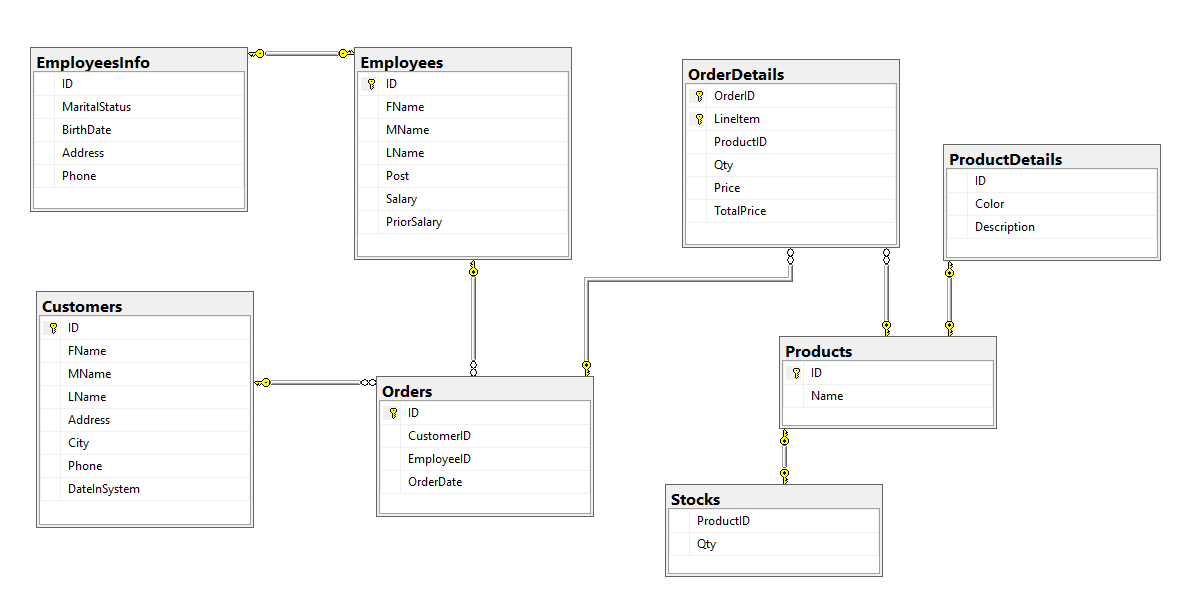 EmployeesInfo
ID
MaritalStatus
BirthDate
Address
Phone
Employees
ID
FName
MName
LName
Post
Salary
PriorSalary
OrderDetails
OrderID
LineItem
ProductID
Qty
Price
TotalPrice
ProductDetails
ID
Color
Description
Customers
ID
FName
MName
LName
Address
City
Phone
DateInSystem
Orders
ID
CustomerID
EmployeeID
OrderDate
Products
ID
Name
Stocks
ProductID
Qty